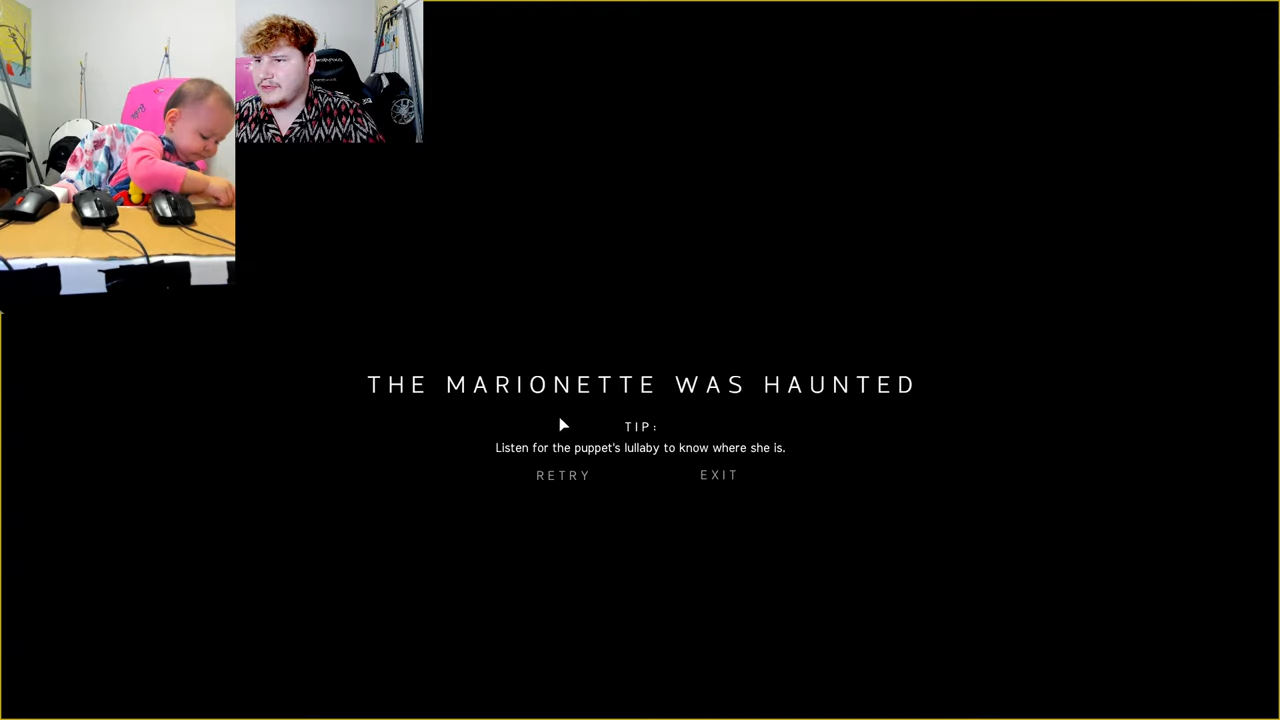 THE MARIONETTE WAS HAUNTED
TIP:
Listen for the puppet's lullaby to know where she is.
RETRY EXIT